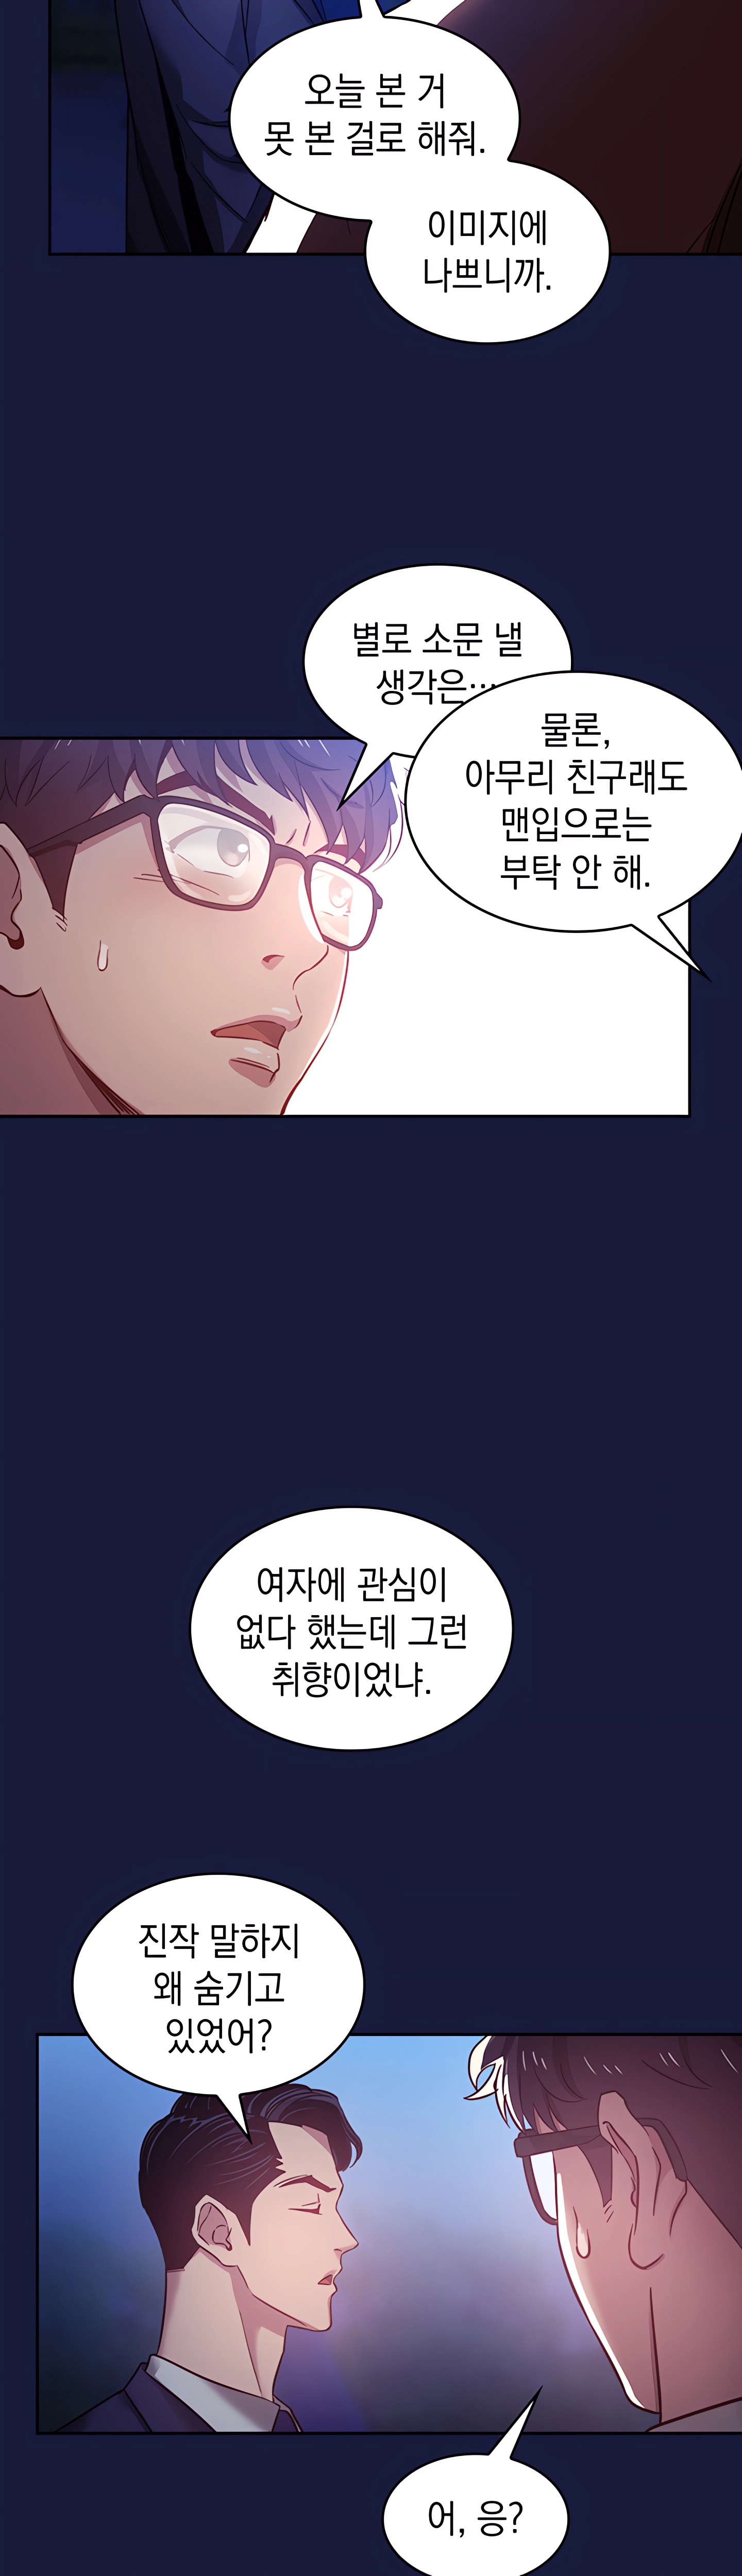 오늘 본 거
못 본 걸로 해줘.
이미지에
나쁘니까.
별로 소문 낼
생각은…
물론,
아무리 친구래도
맨입으로는
부탁 안 해.
여자에 관심이
없다 했는데 그런
취향이었냐.
진작 말하지
왜 숨기고
있었어?
어, 응?